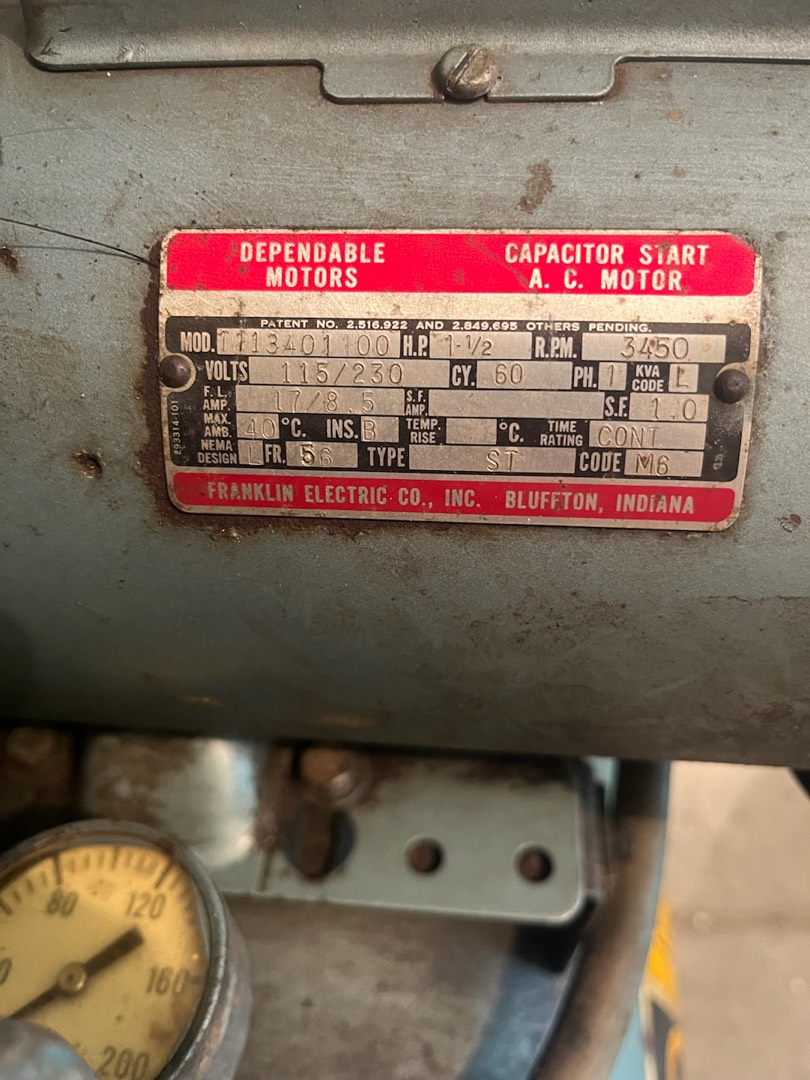 DEPENDABLE MOTORS
CAPACITOR START A. C. MOTOR
PATENT NO. 2,516,922 AND 2,849,695 OTHERS PENDING.
MOD. 1113401100 H.P. 1-1/2 R.P.M. 3450
VOLTS 115/230 CY. 60 PH. 1 KVA CODE L
F. L. AMP. 17/8.5 S.F. AMP. S.F. 1.0
MAX. AMB. 40 °C. INS. B TEMP. RISE °C. TIME RATING CONT
NEMA DESIGN L FR. 56 TYPE ST CODE M6
293314-101
FRANKLIN ELECTRIC CO., INC. BLUFFTON, INDIANA
80
120
160
200